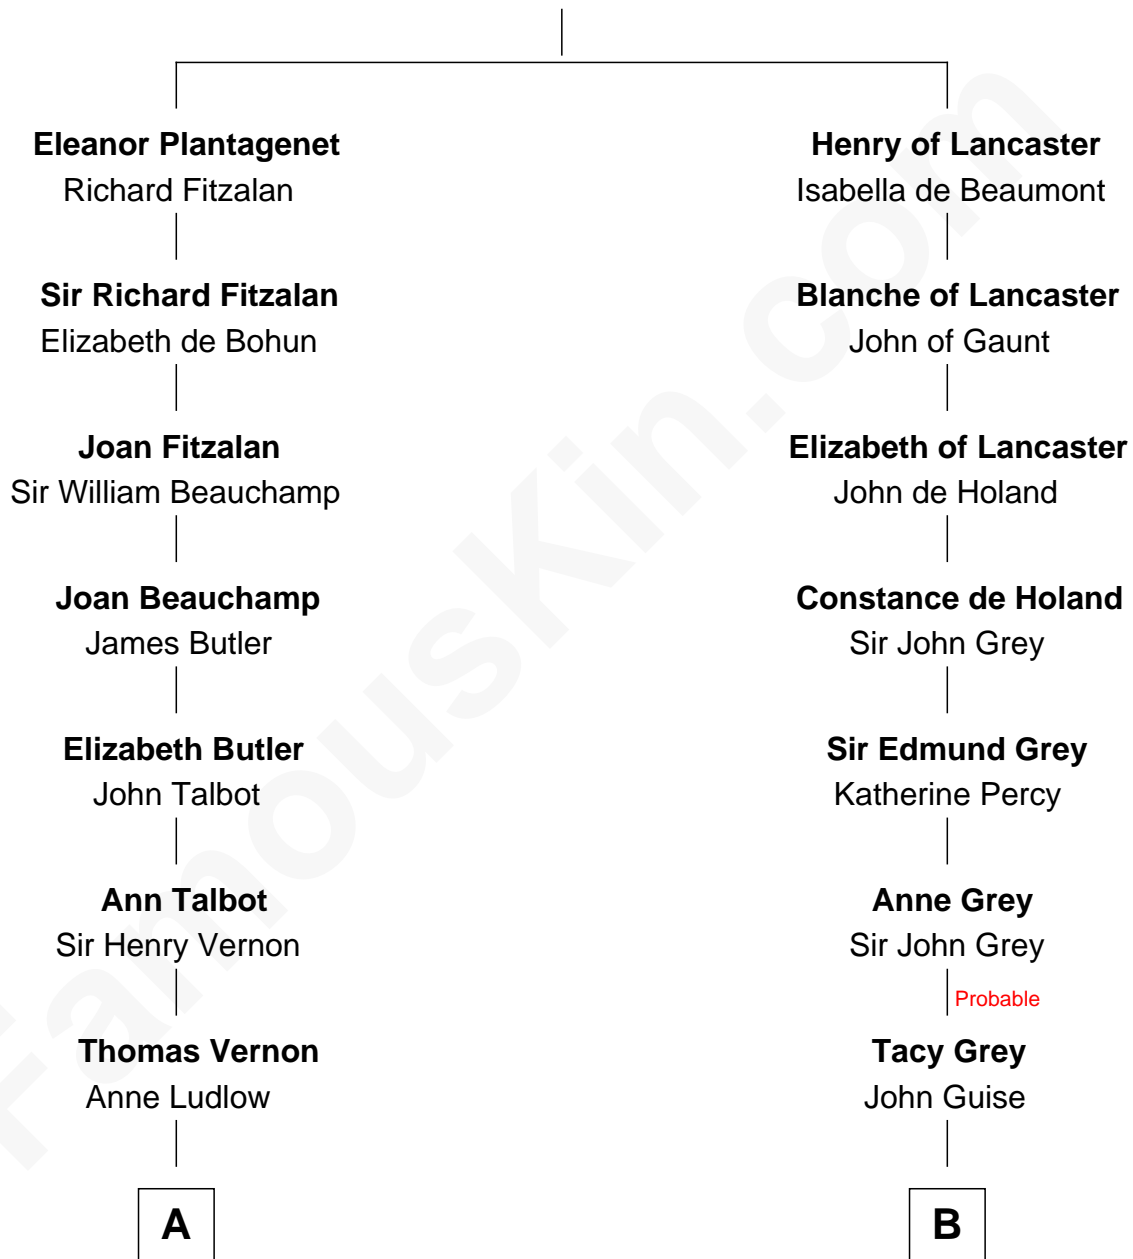 Eleanor Plantagenet
Richard Fitzalan
Henry of Lancaster
Isabella de Beaumont
Sir Richard Fitzalan
Elizabeth de Bohun
Blanche of Lancaster
John of Gaunt
Joan Fitzalan
Sir William Beauchamp
Elizabeth of Lancaster
John de Holand
Joan Beauchamp
James Butler
Constance de Holand
Sir John Grey
Elizabeth Butler
John Talbot
Sir Edmund Grey
Katherine Percy
Ann Talbot
Sir Henry Vernon
Anne Grey
Sir John Grey
Probable
Thomas Vernon
Anne Ludlow
Tacy Grey
John Guise
A
B
FamousKin.com